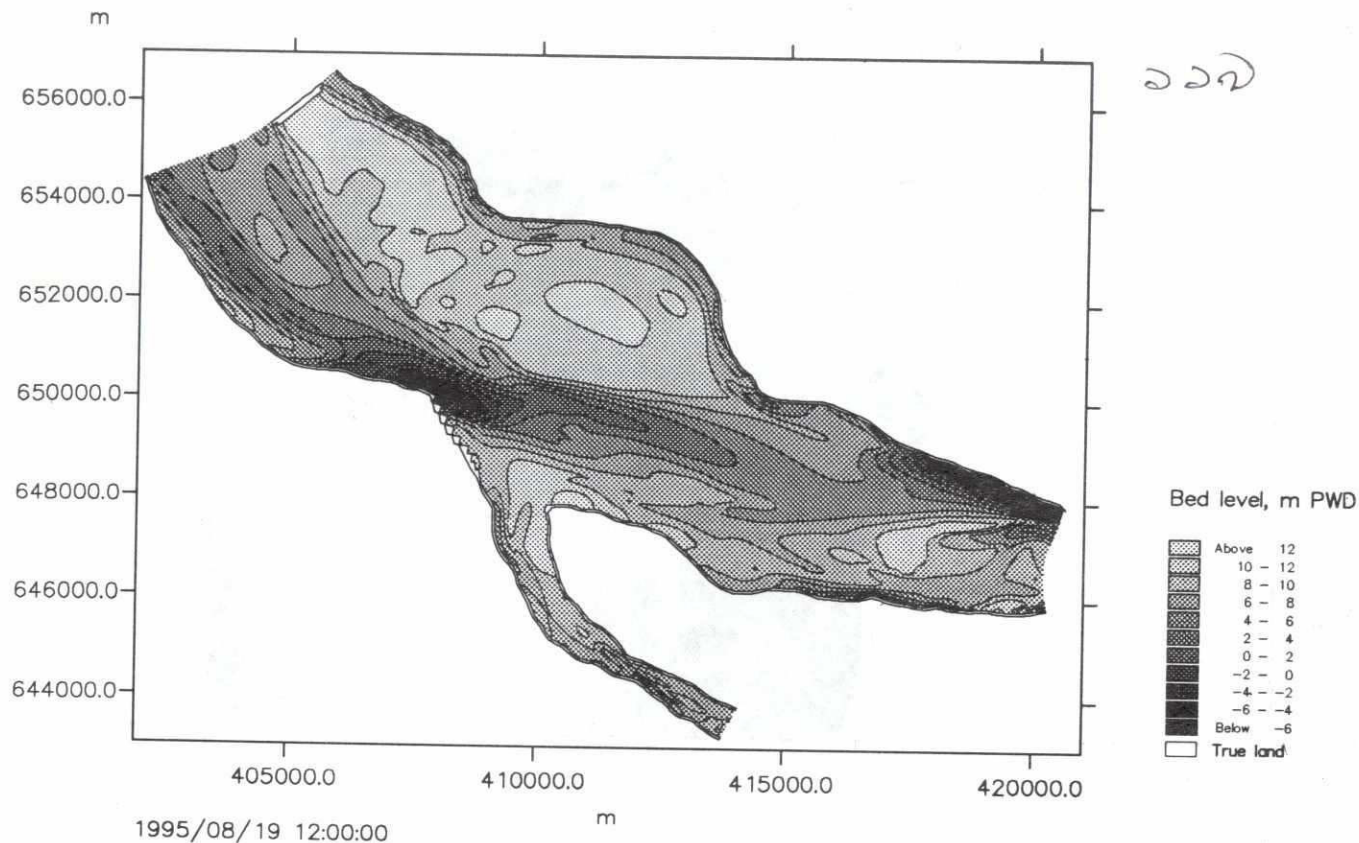 m
656000.0
654000.0
652000.0
650000.0
648000.0
646000.0
644000.0
405000.0 410000.0 415000.0 420000.0
m
1995/08/19 12:00:00
Bed level, m PWD
Above 12
10 - 12
8 - 10
6 - 8
4 - 6
2 - 4
0 - 2
-2 - 0
-4 - -2
-6 - -4
Below -6
True land